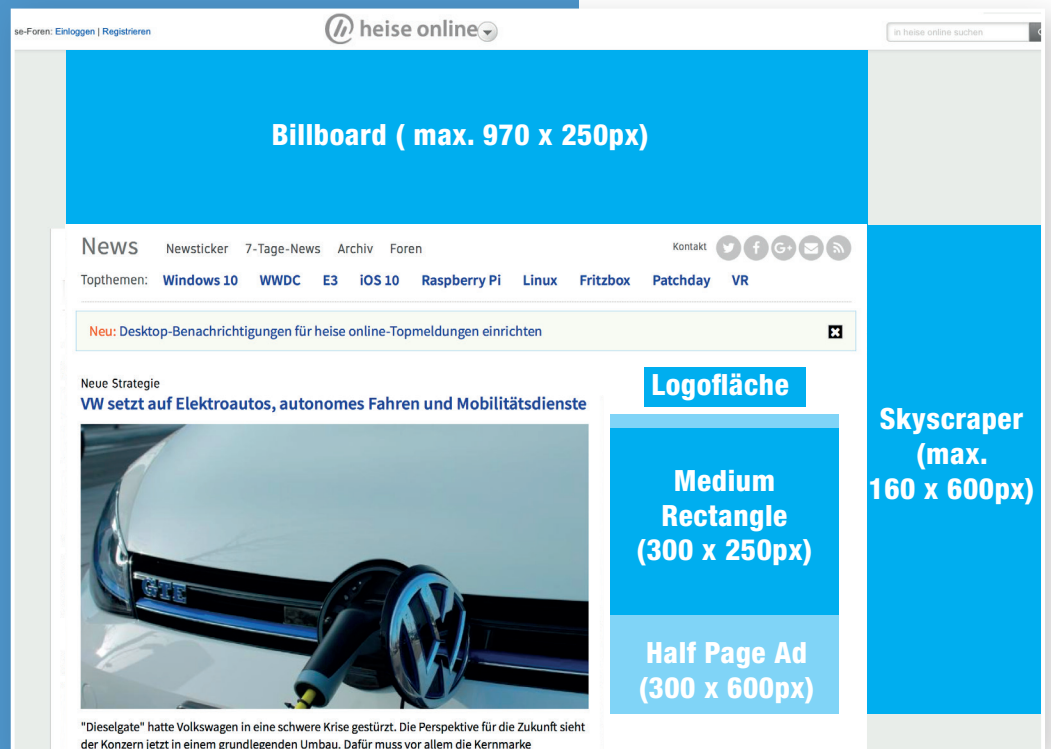 se-Foren: Einloggen | Registrieren
heise online
in heise online suchen
Billboard ( max. 970 x 250px)
News Newsticker 7-Tage-News Archiv Foren Kontakt
Topthemen: Windows 10 WWDC E3 iOS 10 Raspberry Pi Linux Fritzbox Patchday VR
Neu: Desktop-Benachrichtigungen für heise online-Topmeldungen einrichten
Neue Strategie
VW setzt auf Elektroautos, autonomes Fahren und Mobilitätsdienste
GTE
"Dieselgate" hatte Volkswagen in eine schwere Krise gestürzt. Die Perspektive für die Zukunft sieht
der Konzern jetzt in einem grundlegenden Umbau. Dafür muss vor allem die Kernmarke
Logofläche
Medium
Rectangle
(300 x 250px)
Half Page Ad
(300 x 600px)
Skyscraper
(max.
160 x 600px)